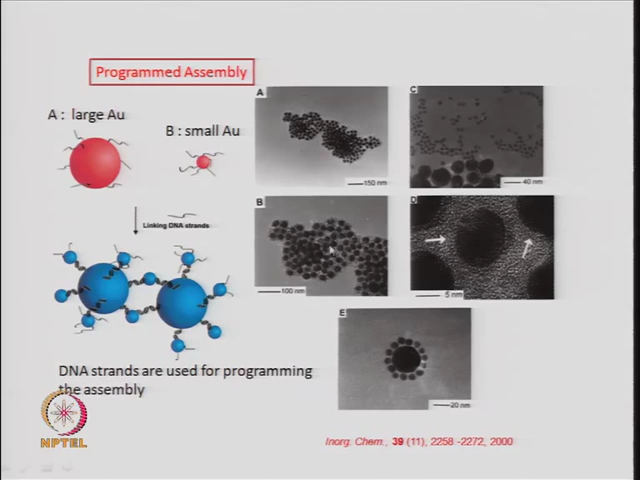 Programmed Assembly
A : large Au
B : small Au
Linking DNA strands
DNA strands are used for programming
the assembly
A
150 nm
B
100 nm
C
40 nm
D
5 nm
E
20 nm
NPTEL
Inorg. Chem., 39 (11), 2258 -2272, 2000